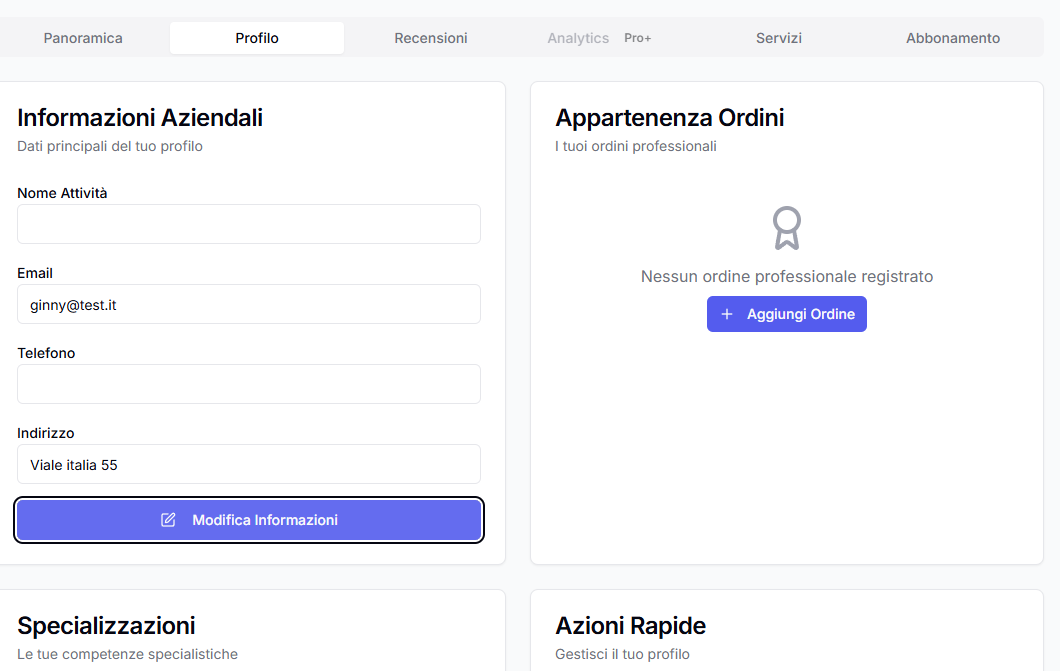 Panoramica
Profilo
Recensioni
Analytics Pro+
Servizi
Abbonamento
Informazioni Aziendali
Dati principali del tuo profilo
Nome Attività
Email
ginny@test.it
Telefono
Indirizzo
Viale italia 55
Modifica Informazioni
Appartenenza Ordini
I tuoi ordini professionali
Nessun ordine professionale registrato
Aggiungi Ordine
Specializzazioni
Le tue competenze specialistiche
Azioni Rapide
Gestisci il tuo profilo